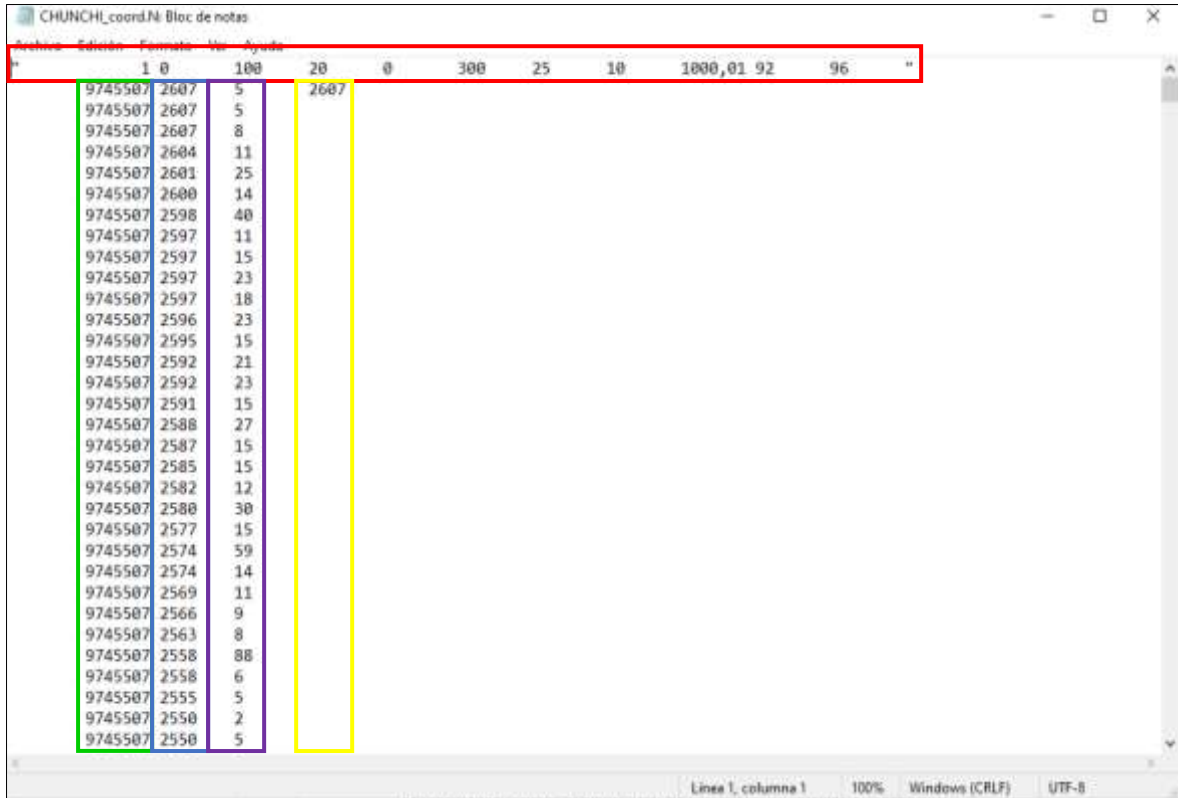 CHUNCHI_coord.N: Bloc de notas
Archivo Edición Formato Ver Ayuda
" 1 0 100 20 0 300 25 10 1000,01 92 96 "
9745507 2607 5 2607
9745507 2607 5
9745507 2607 8
9745507 2604 11
9745507 2601 25
9745507 2600 14
9745507 2598 40
9745507 2597 11
9745507 2597 15
9745507 2597 23
9745507 2597 18
9745507 2596 23
9745507 2595 15
9745507 2592 21
9745507 2592 23
9745507 2591 15
9745507 2588 27
9745507 2587 15
9745507 2585 15
9745507 2582 12
9745507 2580 30
9745507 2577 15
9745507 2574 59
9745507 2574 14
9745507 2569 11
9745507 2566 9
9745507 2563 8
9745507 2558 88
9745507 2558 6
9745507 2555 5
9745507 2550 2
9745507 2550 5
Línea 1, columna 1 100% Windows (CRLF) UTF-8